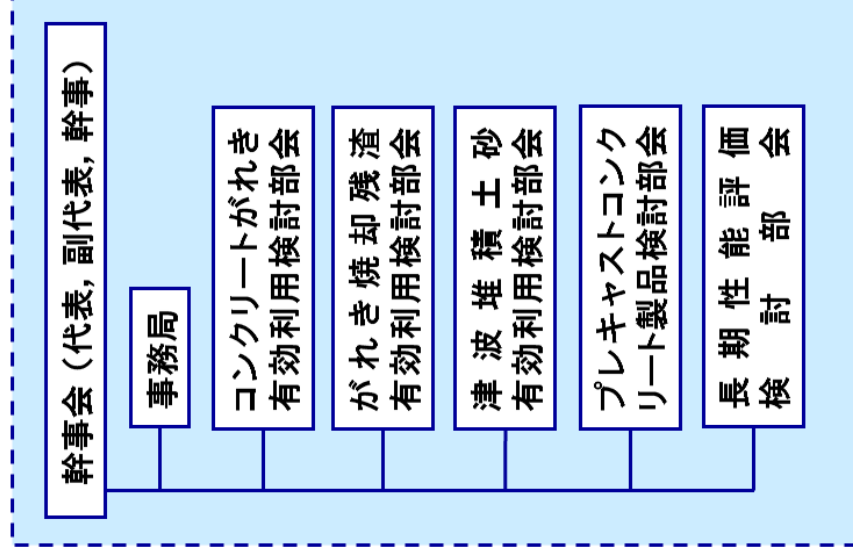 幹事会（代表，副代表，幹事）
事務局
コンクリートがれき
有効利用検討部会
がれき焼却残渣
有効利用検討部会
津波堆積土砂
有効利用検討部会
プレキャストコンク
リート製品検討部会
長期性能評価
検討部会